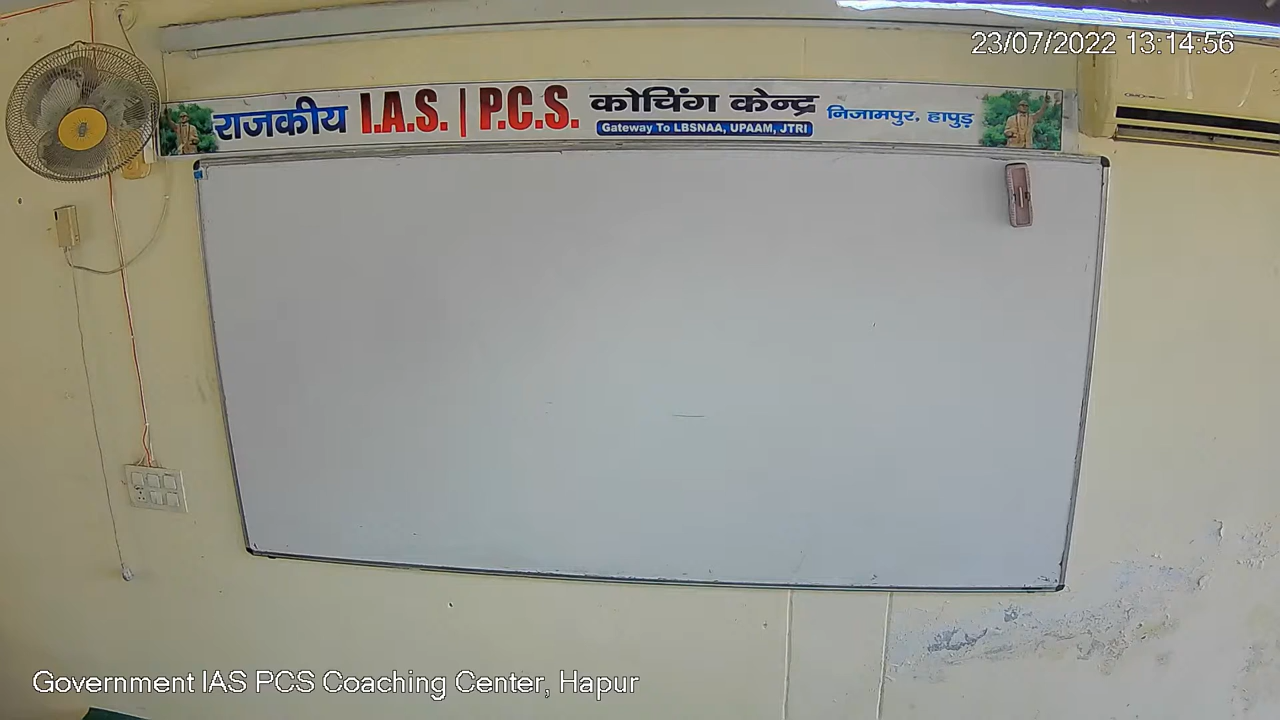 23/07/2022 13:14:56
राजकीय I.A.S. | P.C.S. कोचिंग केन्द्र निजामपुर, हापुड़
Gateway To LBSNAA, UPAAM, JTRI
Government IAS PCS Coaching Center, Hapur